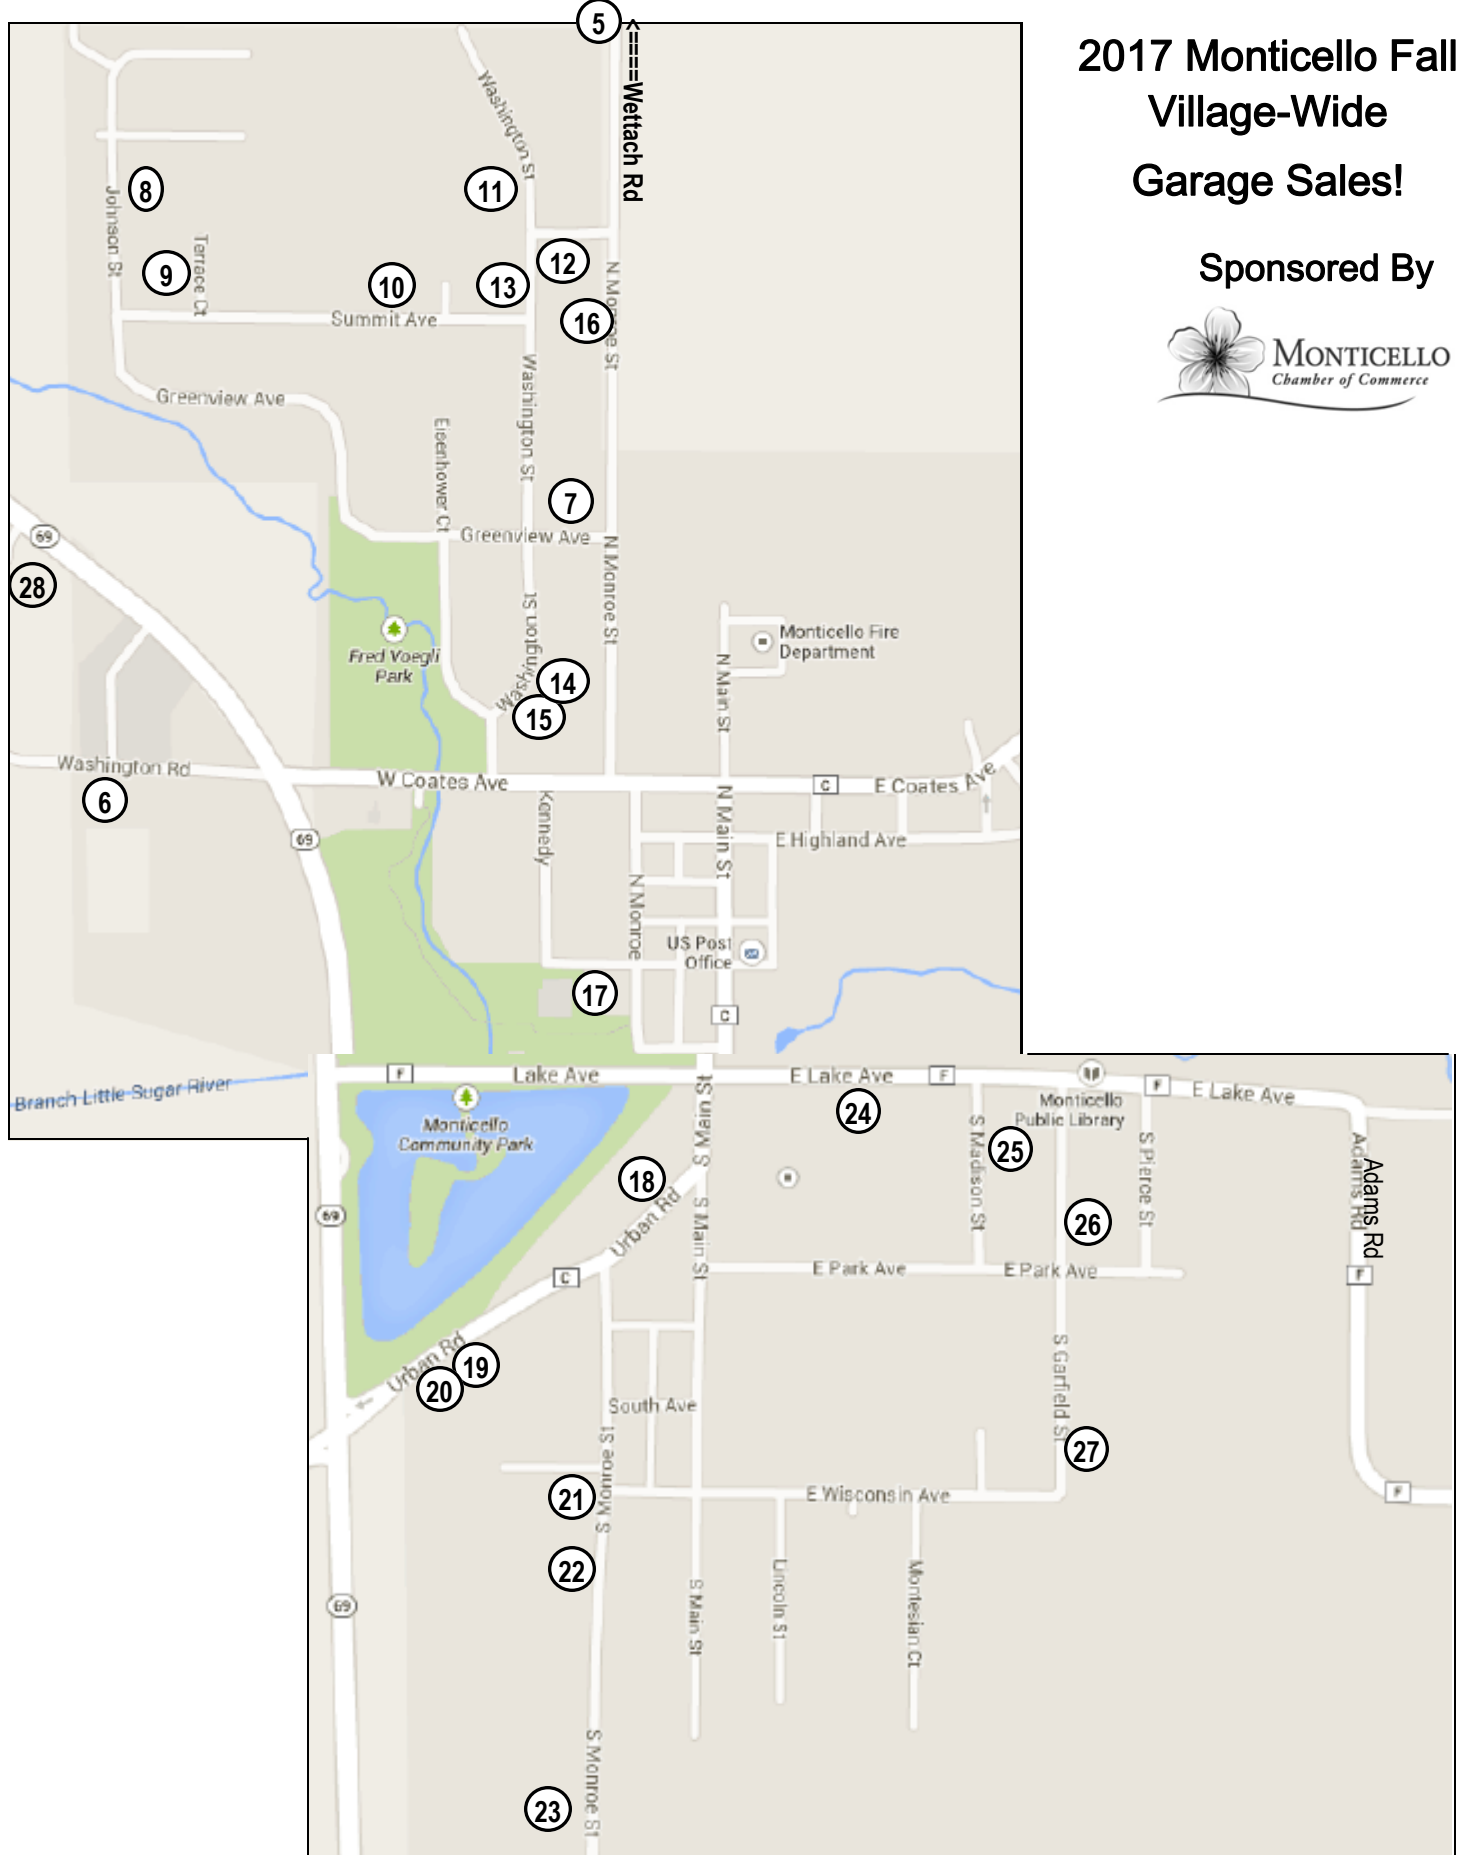 5
<====Wettach Rd
2017 Monticello Fall
Village-Wide
Garage Sales!
Sponsored By
MONTICELLO
Chamber of Commerce
Washington St
8
11
Johnson St
Terrace Ct
9
10
13
12
N Monroe St
16
Summit Ave
Washington St
Greenview Ave
Eisenhower Ct
7
Greenview Ave
69
28
N Monroe St
Washington St
Fred Voegli
Park
14
15
Monticello Fire
Department
N Main St
Washington Rd
6
W Coates Ave
C
E Coates Ave
Kennedy
N Main St
E Highland Ave
69
N Monroe
US Post
Office
17
C
Branch Little Sugar River
F
Lake Ave
E Lake Ave
F
F
E Lake Ave
Monticello
Community Park
S Main St
24
Monticello
Public Library
S Madison St
25
S Pierce St
Adams Rd
Adams Rd
18
69
Urban Rd
S Main St
26
C
E Park Ave
E Park Ave
F
Urban Rd
19
20
South Ave
S Garfield St
27
S Monroe St
21
E Wisconsin Ave
F
22
69
S Main St
Lincoln St
Montesian Ct
S Monroe St
23